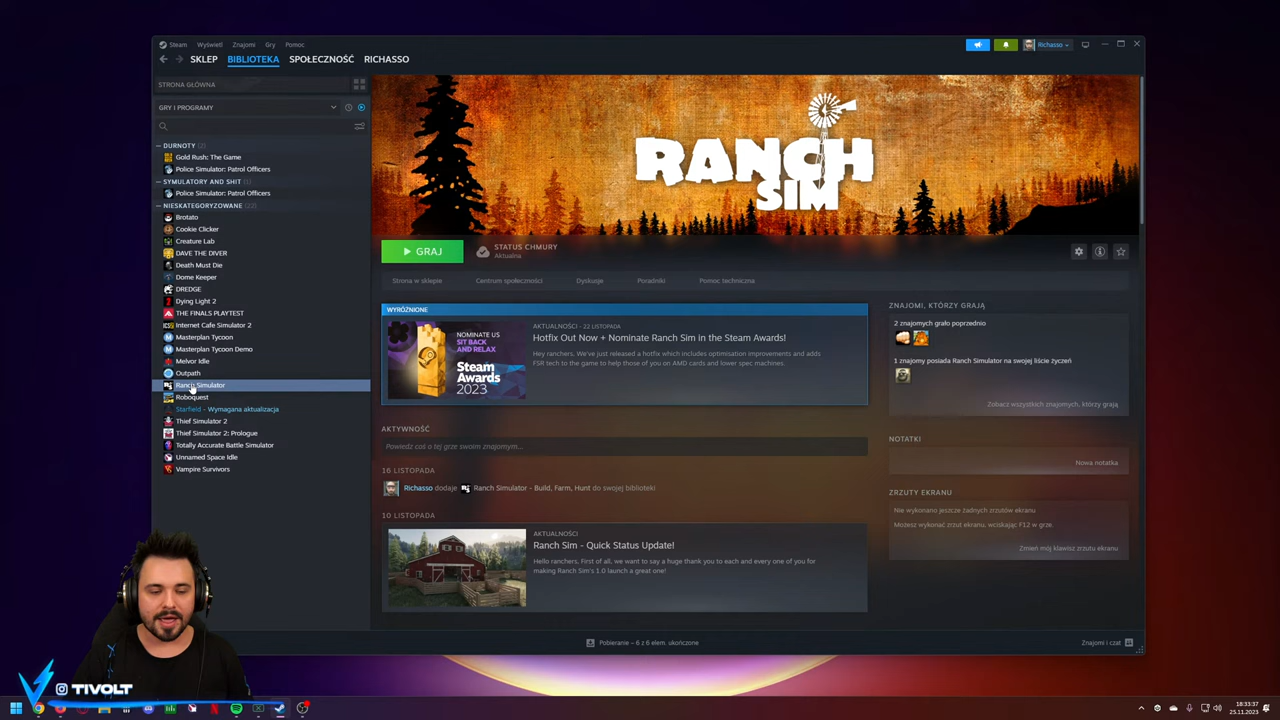 Steam Wyświetl Znajomi Gry Pomoc
Richasso
SKLEP BIBLIOTEKA SPOŁECZNOŚĆ RICHASSO
STRONA GŁÓWNA
GRY I PROGRAMY
DURNOTY (2)
Gold Rush: The Game
Police Simulator: Patrol Officers
SYMULATORY AND SHIT (1)
Police Simulator: Patrol Officers
NIESKATEGORYZOWANE (22)
Brotato
Cookie Clicker
Creature Lab
DAVE THE DIVER
Death Must Die
Dome Keeper
DREDGE
Dying Light 2
THE FINALS PLAYTEST
Internet Cafe Simulator 2
Masterplan Tycoon
Masterplan Tycoon Demo
Melvor Idle
Outpath
Ranch Simulator
Roboquest
Starfield - Wymagana aktualizacja
Thief Simulator 2
Thief Simulator 2: Prologue
Totally Accurate Battle Simulator
Unnamed Space Idle
Vampire Survivors
RANCH
SIM
GRAJ
STATUS CHMURY
Aktualna
Strona w sklepie Centrum społeczności Dyskusje Poradniki Pomoc techniczna
WYRÓŻNIONE
NOMINATE US
SIT BACK
AND RELAX
Steam
Awards
2023
AKTUALNOŚCI - 22 LISTOPADA
Hotfix Out Now + Nominate Ranch Sim in the Steam Awards!
Hey ranchers, We've just released a hotfix which includes optimisation improvements and adds
FSR tech to the game to help those of you on AMD cards and lower spec machines.
AKTYWNOŚĆ
Powiedz coś o tej grze swoim znajomym...
16 LISTOPADA
Richasso dodaje Ranch Simulator - Build, Farm, Hunt do swojej biblioteki
10 LISTOPADA
AKTUALNOŚCI
Ranch Sim - Quick Status Update!
Hello ranchers, First of all, we want to say a huge thank you to each and every one of you for
making Ranch Sim's 1.0 launch a great one!
ZNAJOMI, KTÓRZY GRAJĄ
2 znajomych grało poprzednio
1 znajomy posiada Ranch Simulator na swojej liście życzeń
Zobacz wszystkich znajomych, którzy grają
NOTATKI
Nowa notatka
ZRZUTY EKRANU
Nie wykonano jeszcze żadnych zrzutów ekranu
Możesz wykonać zrzut ekranu, wciskając F12 w grze.
Zmień mój klawisz zrzutu ekranu
Pobieranie - 6 z 6 elem. ukończone
Znajomi i czat
TIVOLT
18:33:37
25.11.2023